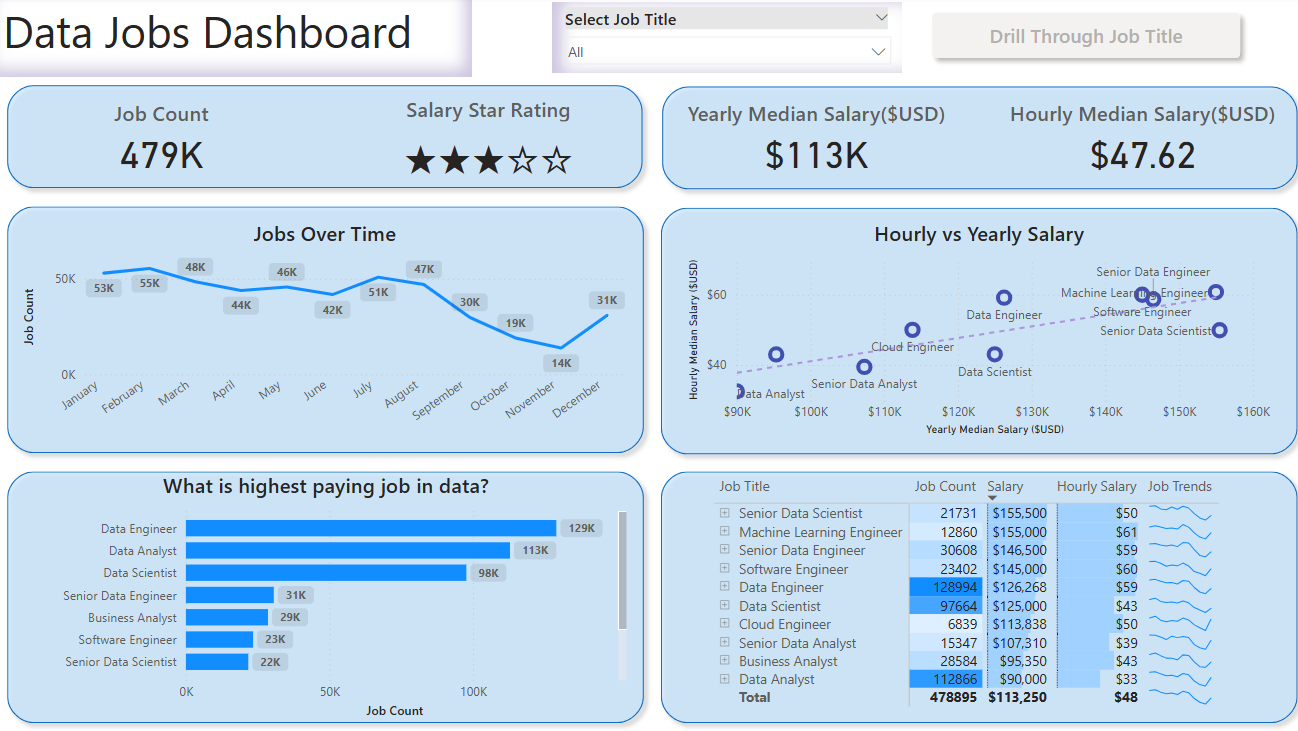 Data Jobs Dashboard
Select Job Title
All
Drill Through Job Title
Job Count
479K
Salary Star Rating
★★★☆☆
Yearly Median Salary($USD)
$113K
Hourly Median Salary($USD)
$47.62
Jobs Over Time
Job Count
50K
0K
53K
55K
48K
44K
46K
42K
51K
47K
30K
19K
14K
31K
January
February
March
April
May
June
July
August
September
October
November
December
Hourly vs Yearly Salary
Hourly Median Salary ($USD)
$60
$40
Senior Data Engineer
Machine Learning Engineer
Data Engineer
Software Engineer
Senior Data Scientist
Cloud Engineer
Data Scientist
Senior Data Analyst
Data Analyst
$90K
$100K
$110K
$120K
$130K
$140K
$150K
$160K
Yearly Median Salary ($USD)
What is highest paying job in data?
Data Engineer 129K
Data Analyst 113K
Data Scientist 98K
Senior Data Engineer 31K
Business Analyst 29K
Software Engineer 23K
Senior Data Scientist 22K
0K 50K 100K
Job Count
Job Title Job Count Salary Hourly Salary Job Trends
Senior Data Scientist 21731 $155,500 $50
Machine Learning Engineer 12860 $155,000 $61
Senior Data Engineer 30608 $146,500 $59
Software Engineer 23402 $145,000 $60
Data Engineer 128994 $126,268 $59
Data Scientist 97664 $125,000 $43
Cloud Engineer 6839 $113,838 $50
Senior Data Analyst 15347 $107,310 $39
Business Analyst 28584 $95,350 $43
Data Analyst 112866 $90,000 $33
Total 478895 $113,250 $48